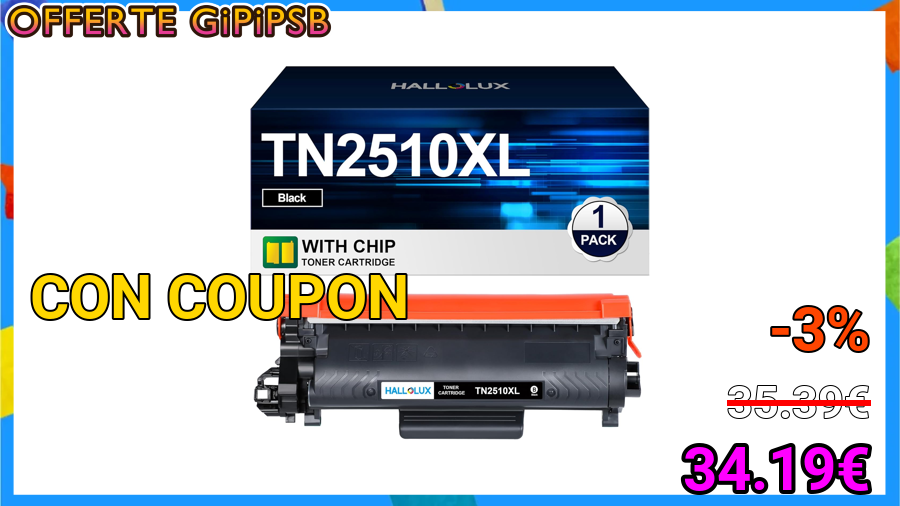 OFFERTE GiPiPSB
HALLOLUX
TN2510XL
Black
1
PACK
WITH CHIP
TONER CARTRIDGE
CON COUPON
-3%
35.39€
HALLOLUX
TONER
CARTRIDGE
TN2510XL
B
34.19€